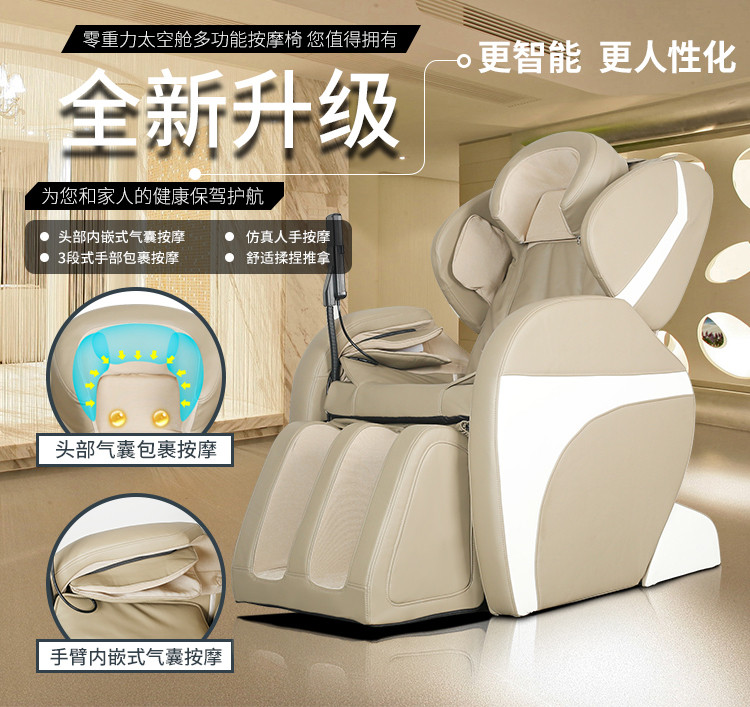 零重力太空舱多功能按摩椅 您值得拥有
更智能 更人性化
全新升级
为您和家人的健康保驾护航
头部内嵌式气囊按摩
仿真人手按摩
3段式手部包裹按摩
舒适揉捏推拿
头部气囊包裹按摩
手臂内嵌式气囊按摩